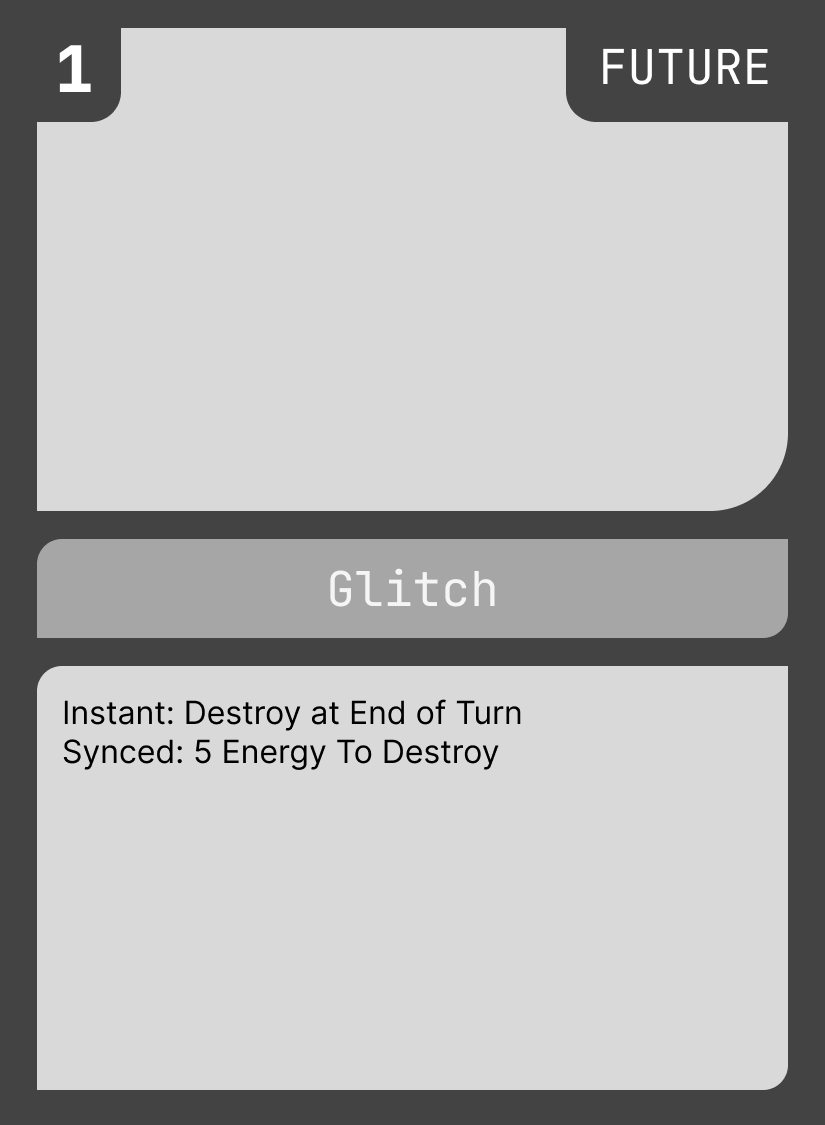 1
FUTURE
Glitch
Instant: Destroy at End of Turn
Synced: 5 Energy To Destroy